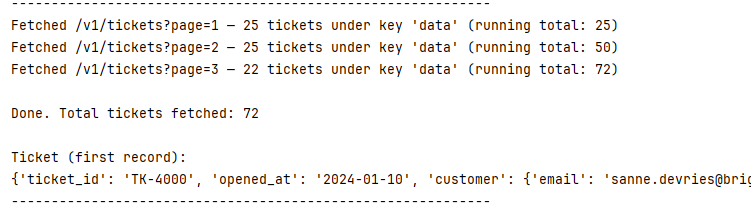 ------------------------------------------------------------
Fetched /v1/tickets?page=1 — 25 tickets under key 'data' (running total: 25)
Fetched /v1/tickets?page=2 — 25 tickets under key 'data' (running total: 50)
Fetched /v1/tickets?page=3 — 22 tickets under key 'data' (running total: 72)
Done. Total tickets fetched: 72
Ticket (first record):
{'ticket_id': 'TK-4000', 'opened_at': '2024-01-10', 'customer': {'email': 'sanne.devries@brig
------------------------------------------------------------